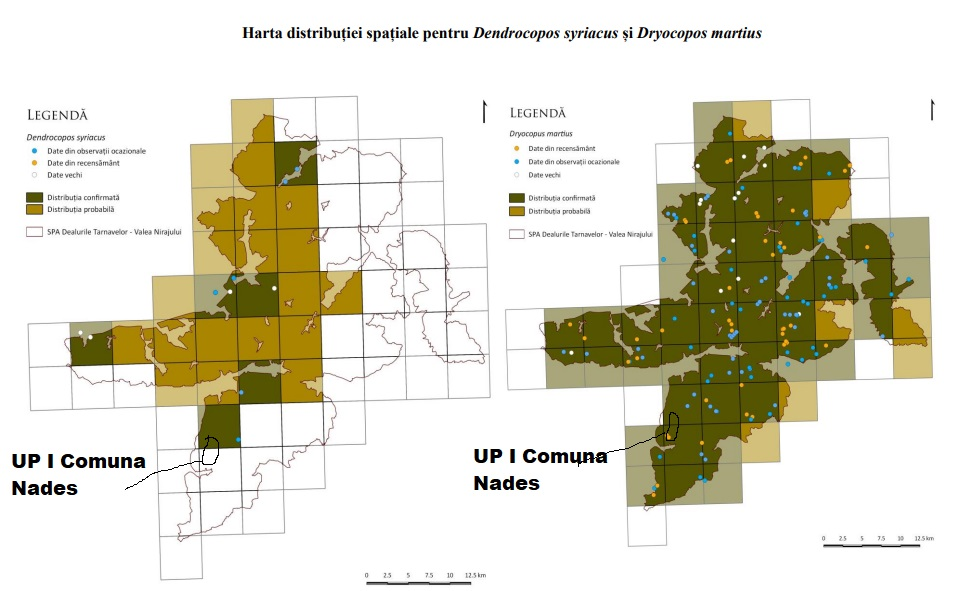 Harta distribuției spațiale pentru Dendrocopos syriacus și Dryocopos martius
LEGENDĂ
Dendrocopos syriacus
Date din observații ocazionale
Date din recensământ
Date vechi
Distribuția confirmată
Distribuția probabilă
SPA Dealurile Tarnavelor - Valea Nirajului
UP I Comuna
Nades
0 2.5 5 7.5 10 12.5 km
LEGENDĂ
Dryocopus martius
Date din recensământ
Date din observații ocazionale
Date vechi
Distribuția confirmată
Distribuția probabilă
SPA Dealurile Tarnavelor - Valea Nirajului
UP I Comuna
Nades
0 2.5 5 7.5 10 12.5 km